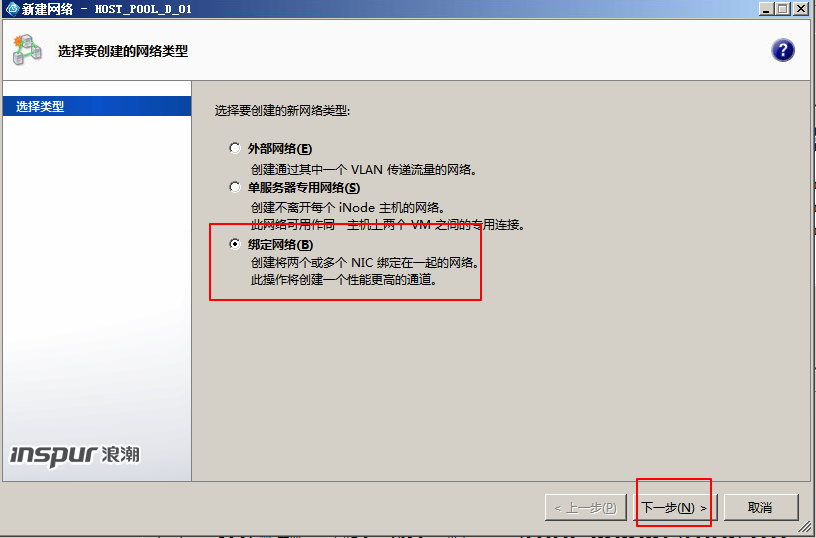 新建网络 - HOST_POOL_D_01
选择要创建的网络类型
?
选择类型
选择要创建的新网络类型:
外部网络(E)
创建通过其中一个 VLAN 传递流量的网络。
单服务器专用网络(S)
创建不离开每个 iNode 主机的网络。
此网络可用作同一主机上两个 VM 之间的专用连接。
绑定网络(B)
创建将两个或多个 NIC 绑定在一起的网络。
此操作将创建一个性能更高的通道。
inspur 浪潮
< 上一步(P)
下一步(N) >
取消